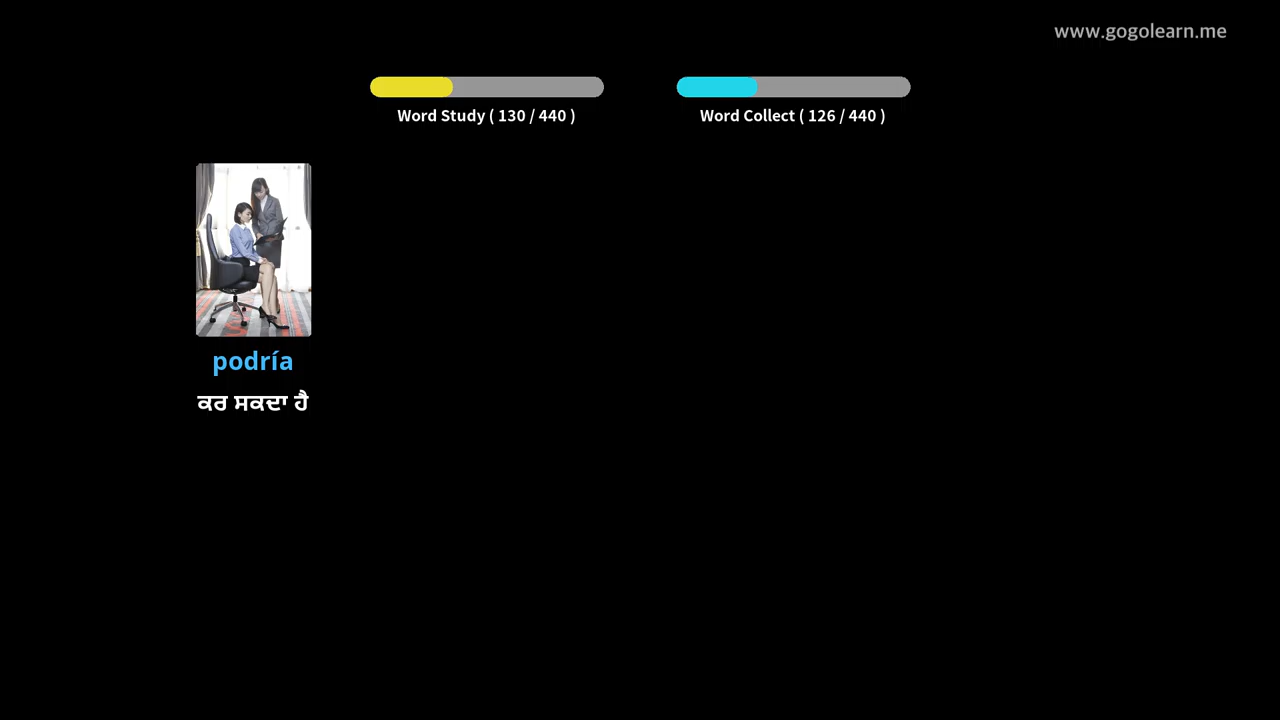 www.gogolearn.me
Word Study ( 130 / 440 )
Word Collect ( 126 / 440 )
podría
ਕਰ ਸਕਦਾ ਹੈ